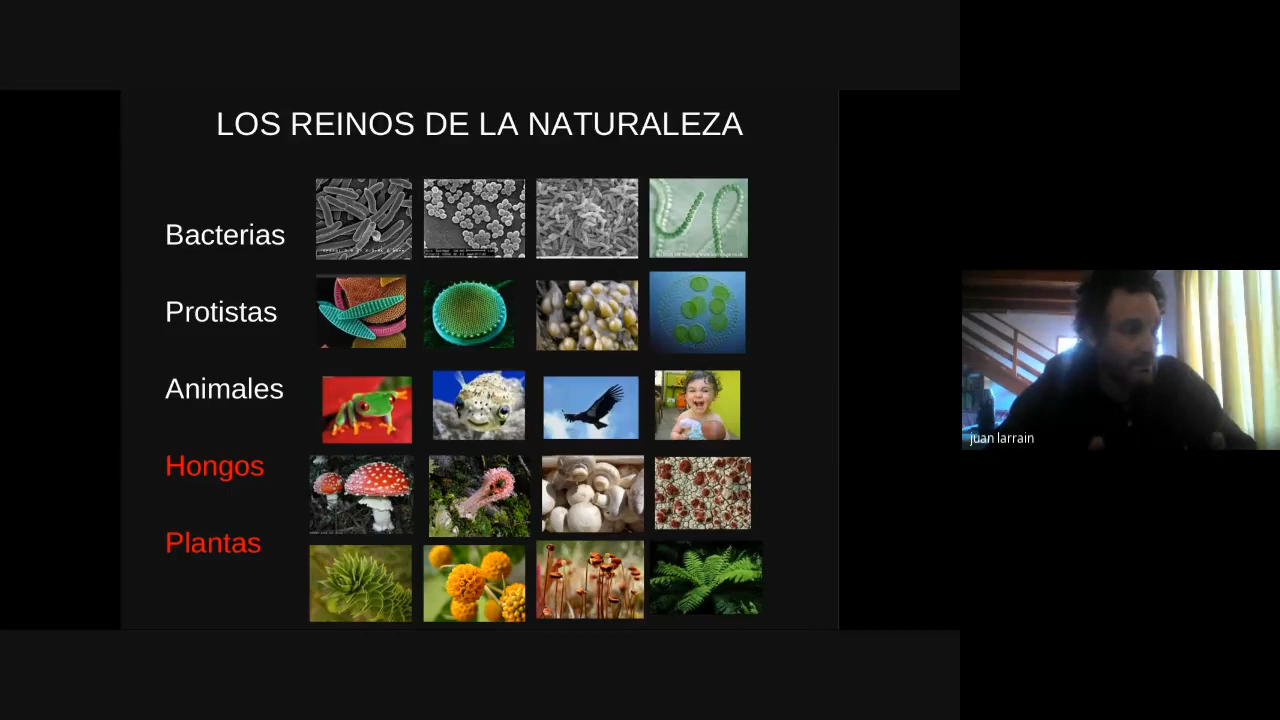 LOS REINOS DE LA NATURALEZA
Bacterias
Protistas
Animales
Hongos
Plantas
juan larrain